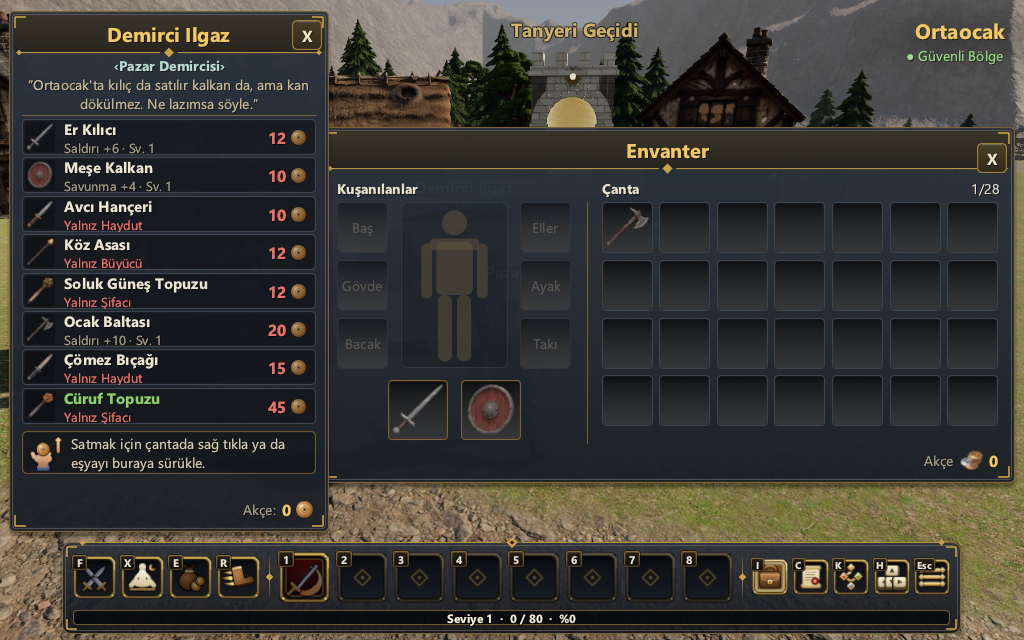 Demirci Ilgaz
X
‹Pazar Demircisi›
"Ortaocak'ta kılıç da satılır kalkan da, ama kan
dökülmez. Ne lazımsa söyle."
Er Kılıcı
Saldırı +6 · Sv. 1
12
Meşe Kalkan
Savunma +4 · Sv. 1
10
Avcı Hançeri
Yalnız Haydut
10
Köz Asası
Yalnız Büyücü
12
Soluk Güneş Topuzu
Yalnız Şifacı
12
Ocak Baltası
Saldırı +10 · Sv. 1
20
Çömez Bıçağı
Yalnız Haydut
15
Cüruf Topuzu
Yalnız Şifacı
45
Satmak için çantada sağ tıkla ya da
eşyayı buraya sürükle.
Akçe: 0
Tanyeri Geçidi
Ortaocak
• Güvenli Bölge
Envanter
X
Kuşanılanlar
Demirci Ilgaz
Baş
Eller
Gövde
Ayak
Bacak
Takı
Çanta
1/28
Akçe 0
F
X
E
R
1
2
3
4
5
6
7
8
I
C
K
H
Esc
Seviye 1 · 0 / 80 · %0